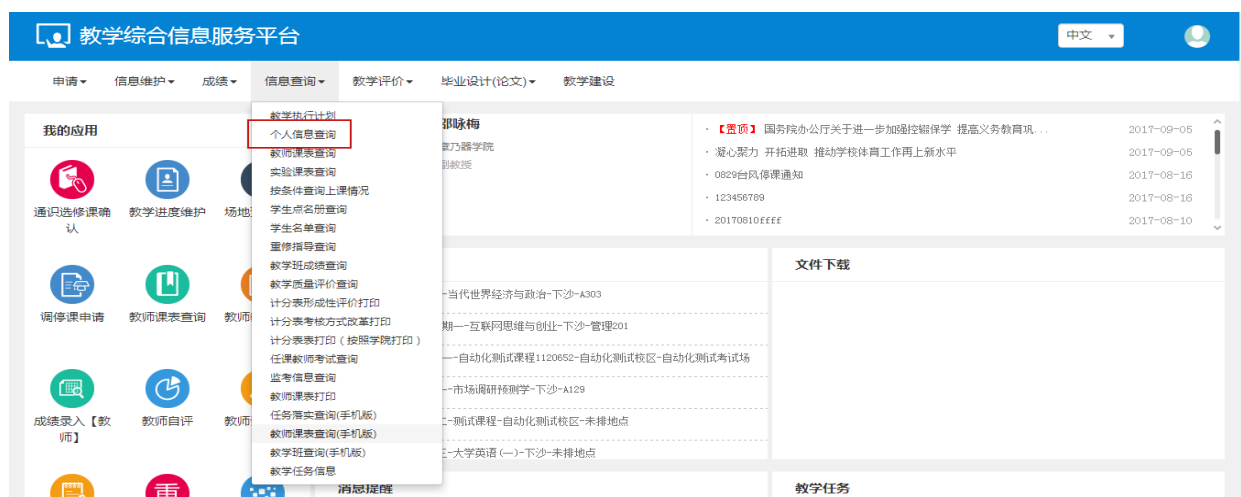 教学综合信息服务平台
中文
申请 信息维护 成绩 信息查询 教学评价 毕业设计(论文) 教学建设
我的应用
通识选修课确认
教学进度维护
场地
调停课申请
教师课表查询
教师
成绩录入【教师】
教师自评
教师
重
教学执行计划
个人信息查询
教师课表查询
实验课表查询
按条件查询上课情况
学生点名册查询
学生名单查询
重修指导查询
教学班成绩查询
教学质量评价查询
计分表形成性评价打印
计分表考核方式改革打印
计分表表打印(按照学院打印)
任课教师考试查询
监考信息查询
教师课表打印
任务落实查询(手机版)
教师课表查询(手机版)
教学班查询(手机版)
教学任务信息
邵咏梅
章乃器学院
副教授
· 【置顶】 国务院办公厅关于进一步加强控辍保学 提高义务教育巩... 2017-09-05
· 凝心聚力 开拓进取 推动学校体育工作再上新水平 2017-09-05
· 0829台风停课通知 2017-08-16
· 123456789 2017-08-16
· 20170810ffff 2017-08-10
-当代世界经济与政治-下沙-A303
期一-互联网思维与创业-下沙-管理201
一-自动化测试课程1120652-自动化测试校区-自动化测试考试场
-市场调研预测学-下沙-A129
二-测试课程-自动化测试校区-未排地点
三-大学英语(一)-下沙-未排地点
文件下载
消息提醒
教学任务